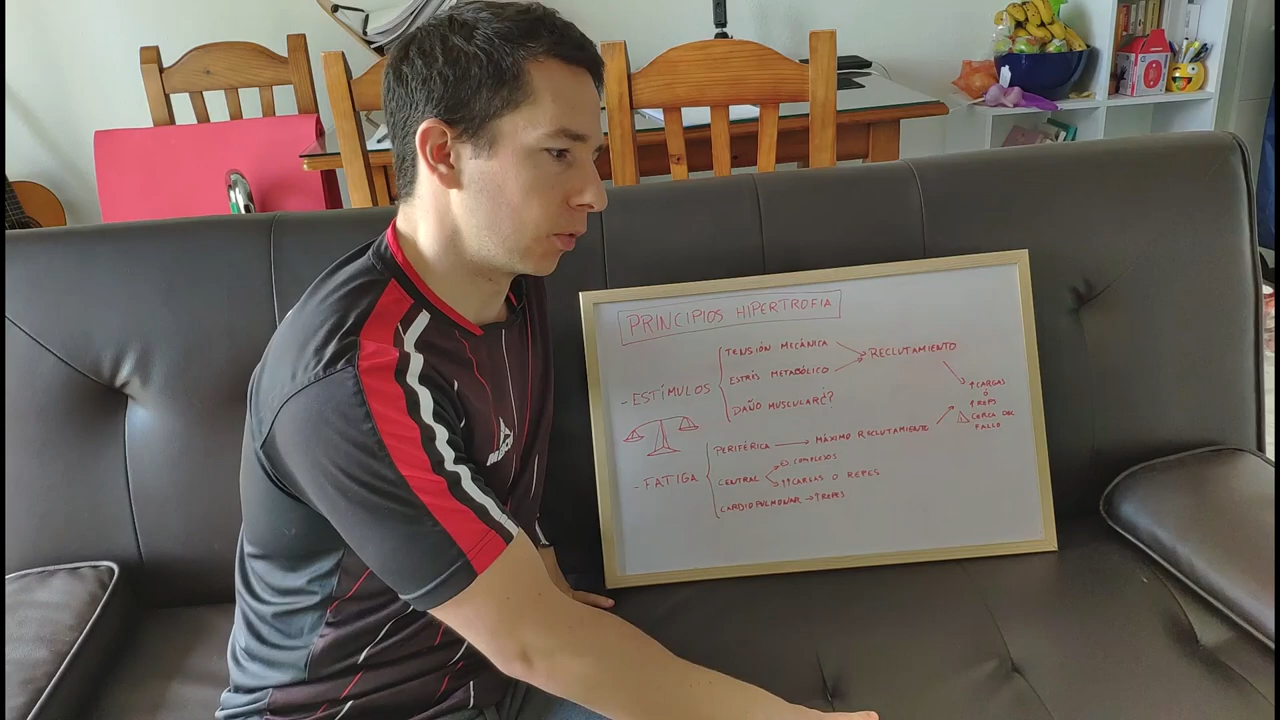 PRINCIPIOS HIPERTROFIA
- ESTÍMULOS
TENSIÓN MECÁNICA
ESTRÉS METABÓLICO
DAÑO MUSCULAR¿?
RECLUTAMIENTO
↑ CARGAS
Ó
↑ REPS
⚠ CERCA DEL
FALLO
- FATIGA
PERIFÉRICA → MÁXIMO RECLUTAMIENTO
CENTRAL
EJ COMPLEJOS
↑↑ CARGAS O REPES
CARDIOPULMONAR → ↑ REPES